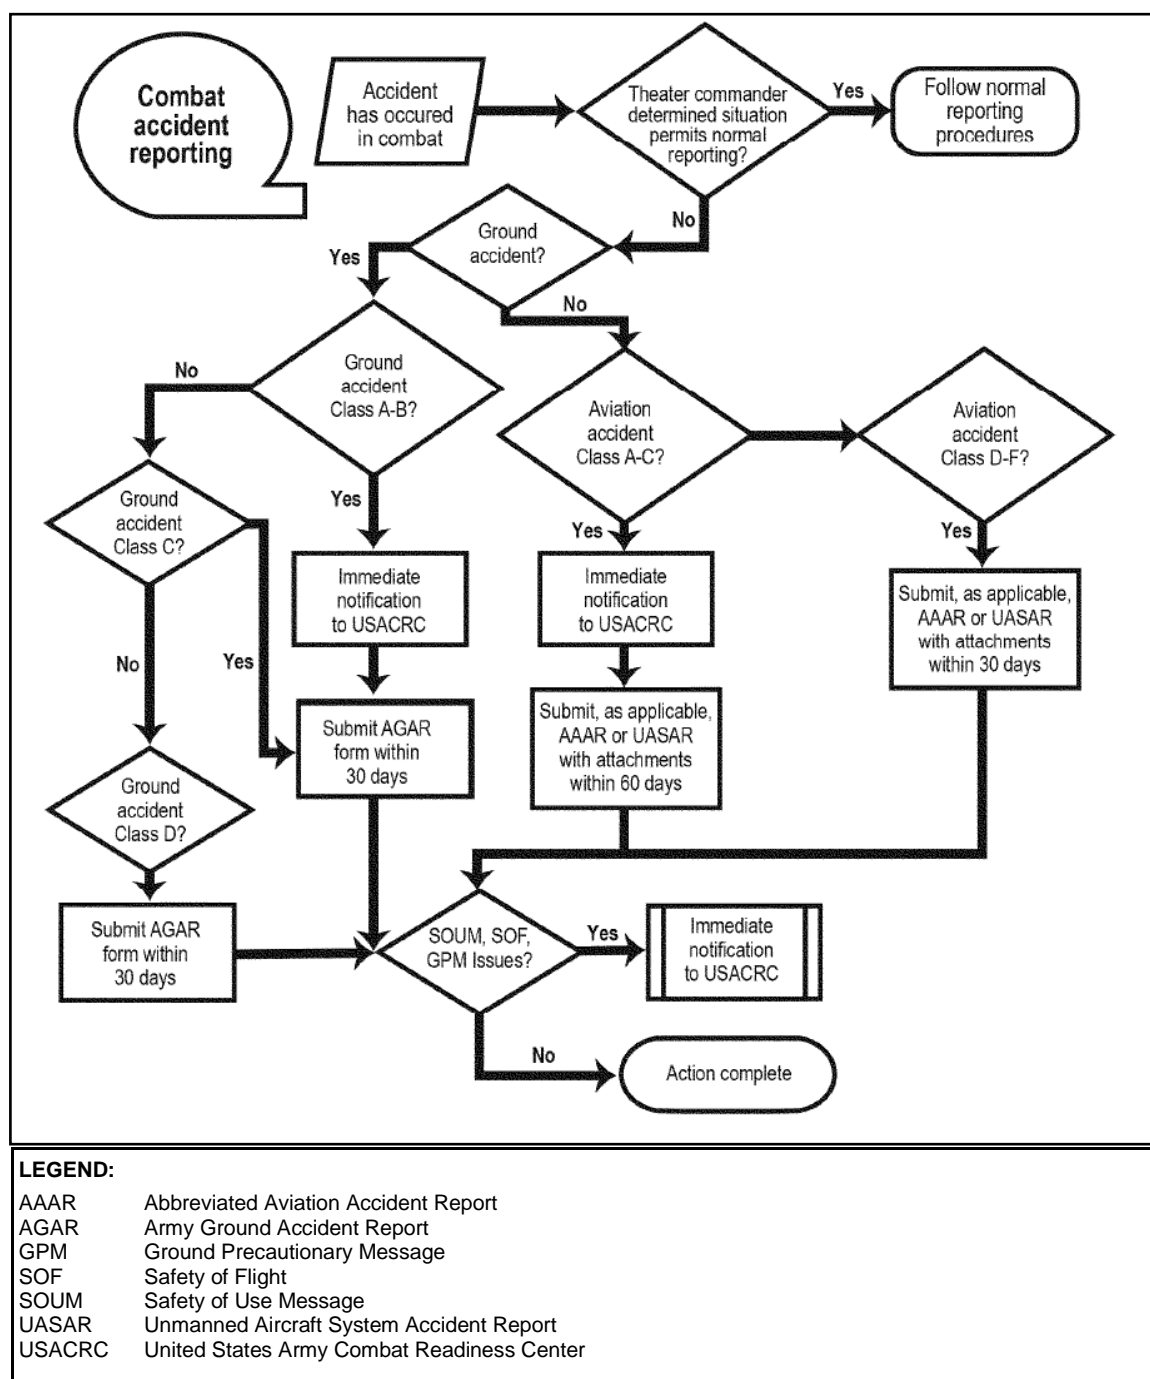 Combat
accident
reporting
Accident
has occured
in combat
Theater commander
determined situation
permits normal
reporting?
Yes
Follow normal
reporting
procedures
No
Ground
accident?
Yes
No
Ground
accident
Class A-B?
No
Aviation
accident
Class A-C?
Aviation
accident
Class D-F?
Ground
accident
Class C?
Yes
Yes
Yes
Immediate
notification
to USACRC
Immediate
notification
to USACRC
Submit, as applicable,
AAAR or UASAR
with attachments
within 30 days
No
Yes
Submit AGAR
form within
30 days
Submit, as applicable,
AAAR or UASAR
with attachments
within 60 days
Ground
accident
Class D?
Submit AGAR
form within
30 days
SOUM, SOF,
GPM Issues?
Yes
Immediate
notification
to USACRC
No
Action complete
LEGEND:
AAAR Abbreviated Aviation Accident Report
AGAR Army Ground Accident Report
GPM Ground Precautionary Message
SOF Safety of Flight
SOUM Safety of Use Message
UASAR Unmanned Aircraft System Accident Report
USACRC United States Army Combat Readiness Center